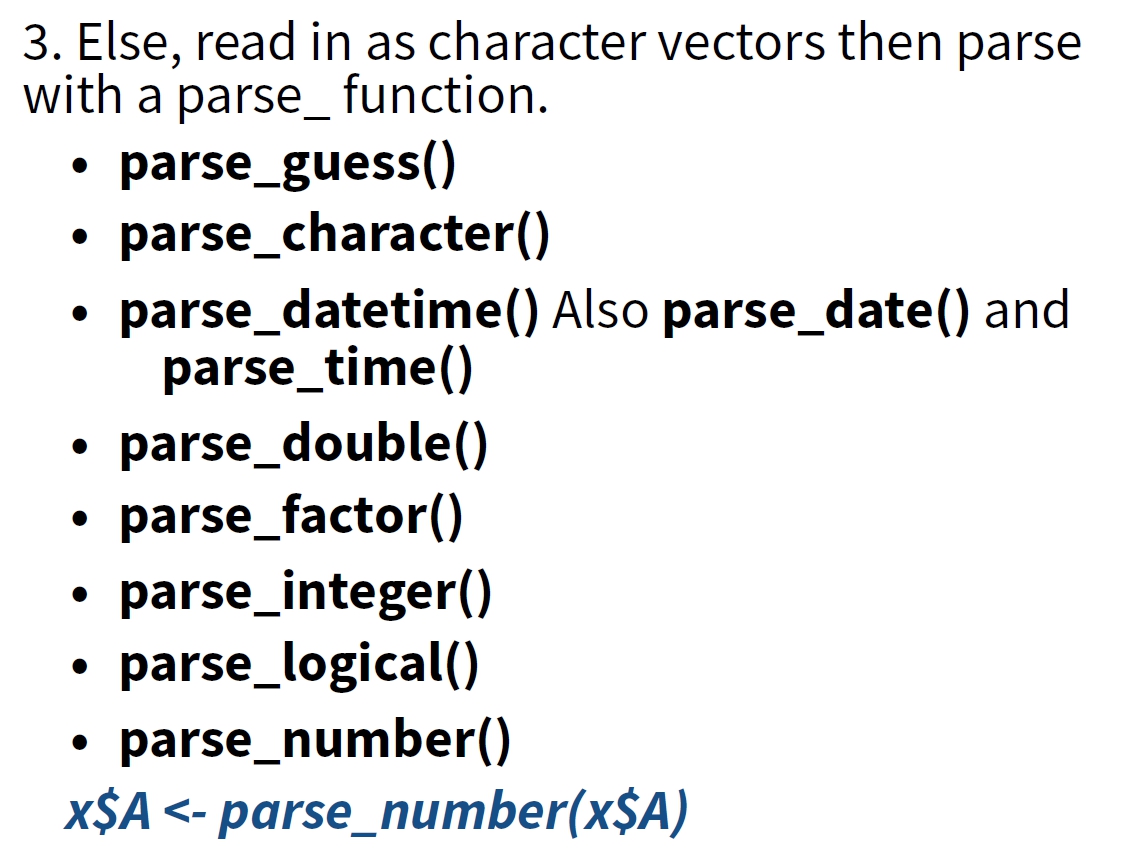 3. Else, read in as character vectors then parse
with a parse_ function.
• parse_guess()
• parse_character()
• parse_datetime() Also parse_date() and
parse_time()
• parse_double()
• parse_factor()
• parse_integer()
• parse_logical()
• parse_number()
x$A <- parse_number(x$A)